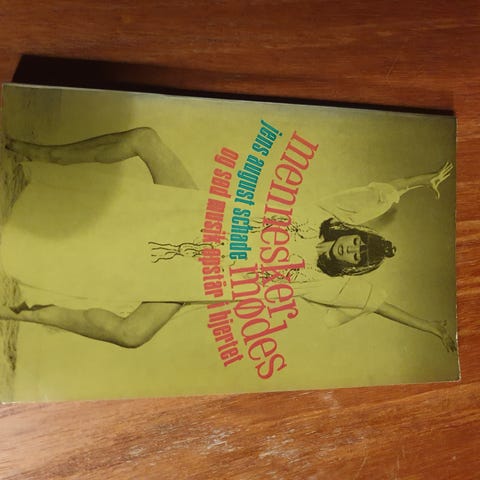 mennesker
mødes
jens august schade
og sød musik opstår i hjertet